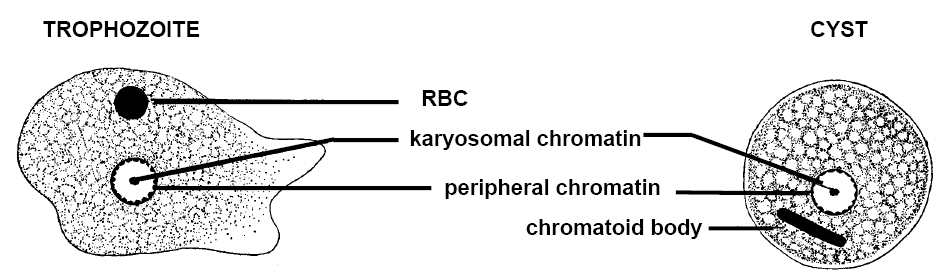 TROPHOZOITE
CYST
RBC
karyosomal chromatin
peripheral chromatin
chromatoid body